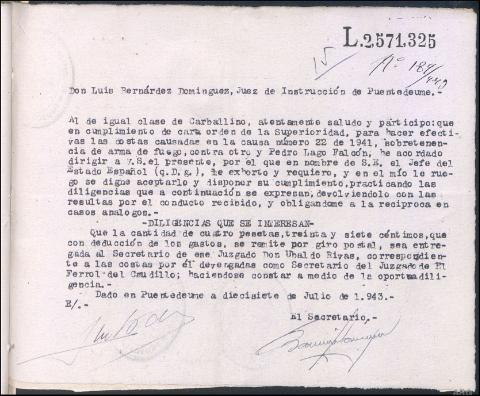 L.2,571.325
15
Nº 189/
Don Luis Bernárdez Dominguez, Juez de Instrucción de Puentedeume.-
Al de igual clase de Carballino, atentamente saludo y participo:que
en cumplimiento de carta orden de la Superioridad, para hacer efecti-
vas las costas causadas en la causa número 22 de 1941, sobretenen-
cia de arma de fuego, contra otro y Pedro Lago Falcón, he acordado
dirigir a V.S. el presente, por el que en nombre de S.E. el Jefe del
Estado Español (q.D.g), he exhorto y requiero, y en el mío le rue-
go se digne aceptarlo y disponer su cumplimiento, practicando las
diligencias que a continuación se expresan, devolviéndolo con las
resultas por el conducto recibido, y obligándome a la recíproca en
casos analogos.-
-DILIGENCIAS QUE SE INTERESAN-
Que la cantidad de cuatro pesetas, treinta y siete céntimos, que
con deducción de los gastos, se remite por giro postal, sea entre-
gada al Secretario de ese Juzgado Don Ubaldo Rivas, correspondien-
te a las costas por él devengadas como Secretario del Juzgado de El
Ferrol del Caudillo; haciendose constar a medio de la oportuna dili-
gencia.-
Dado en Puentedeume a diecisiete de Julio de 1.943.-
E/.-
El Secretario,-